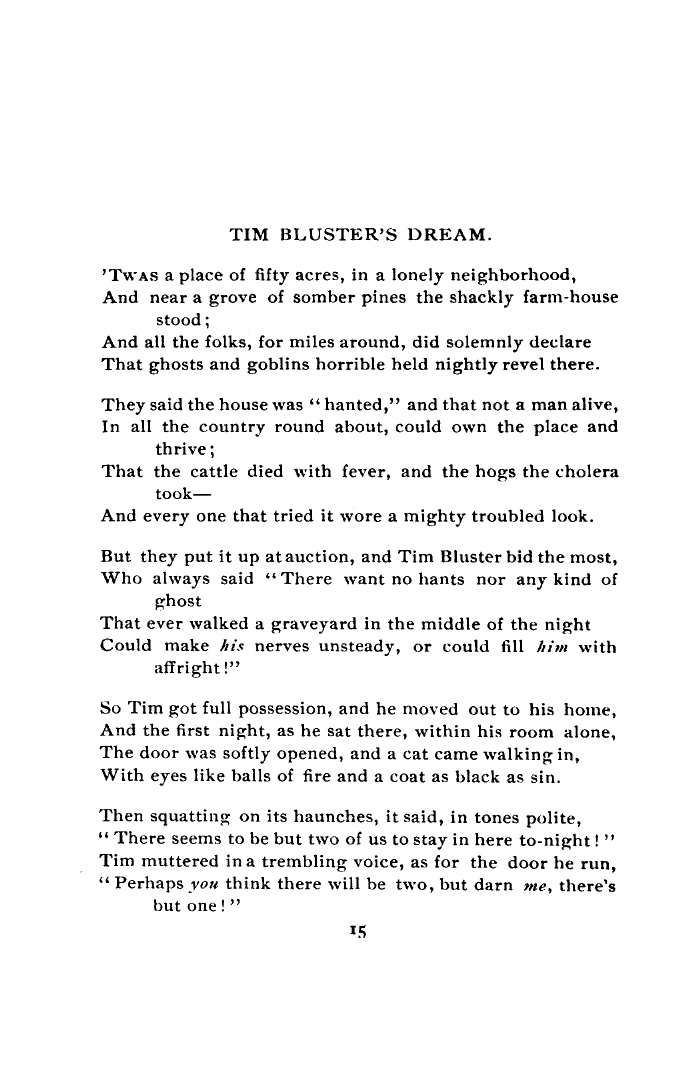 TIM BLUSTER'S DREAM.
'TWAS a place of fifty acres, in a lonely neighborhood,
And near a grove of somber pines the shackly farm-house
stood;
And all the folks, for miles around, did solemnly declare
That ghosts and goblins horrible held nightly revel there.
They said the house was "hanted," and that not a man alive,
In all the country round about, could own the place and
thrive;
That the cattle died with fever, and the hogs the cholera
took—
And every one that tried it wore a mighty troubled look.
But they put it up at auction, and Tim Bluster bid the most,
Who always said "There want no hants nor any kind of
ghost
That ever walked a graveyard in the middle of the night
Could make his nerves unsteady, or could fill him with
affright!"
So Tim got full possession, and he moved out to his home,
And the first night, as he sat there, within his room alone,
The door was softly opened, and a cat came walking in,
With eyes like balls of fire and a coat as black as sin.
Then squatting on its haunches, it said, in tones polite,
"There seems to be but two of us to stay in here to-night!"
Tim muttered in a trembling voice, as for the door he run,
"Perhaps you think there will be two, but darn me, there's
but one!"
15